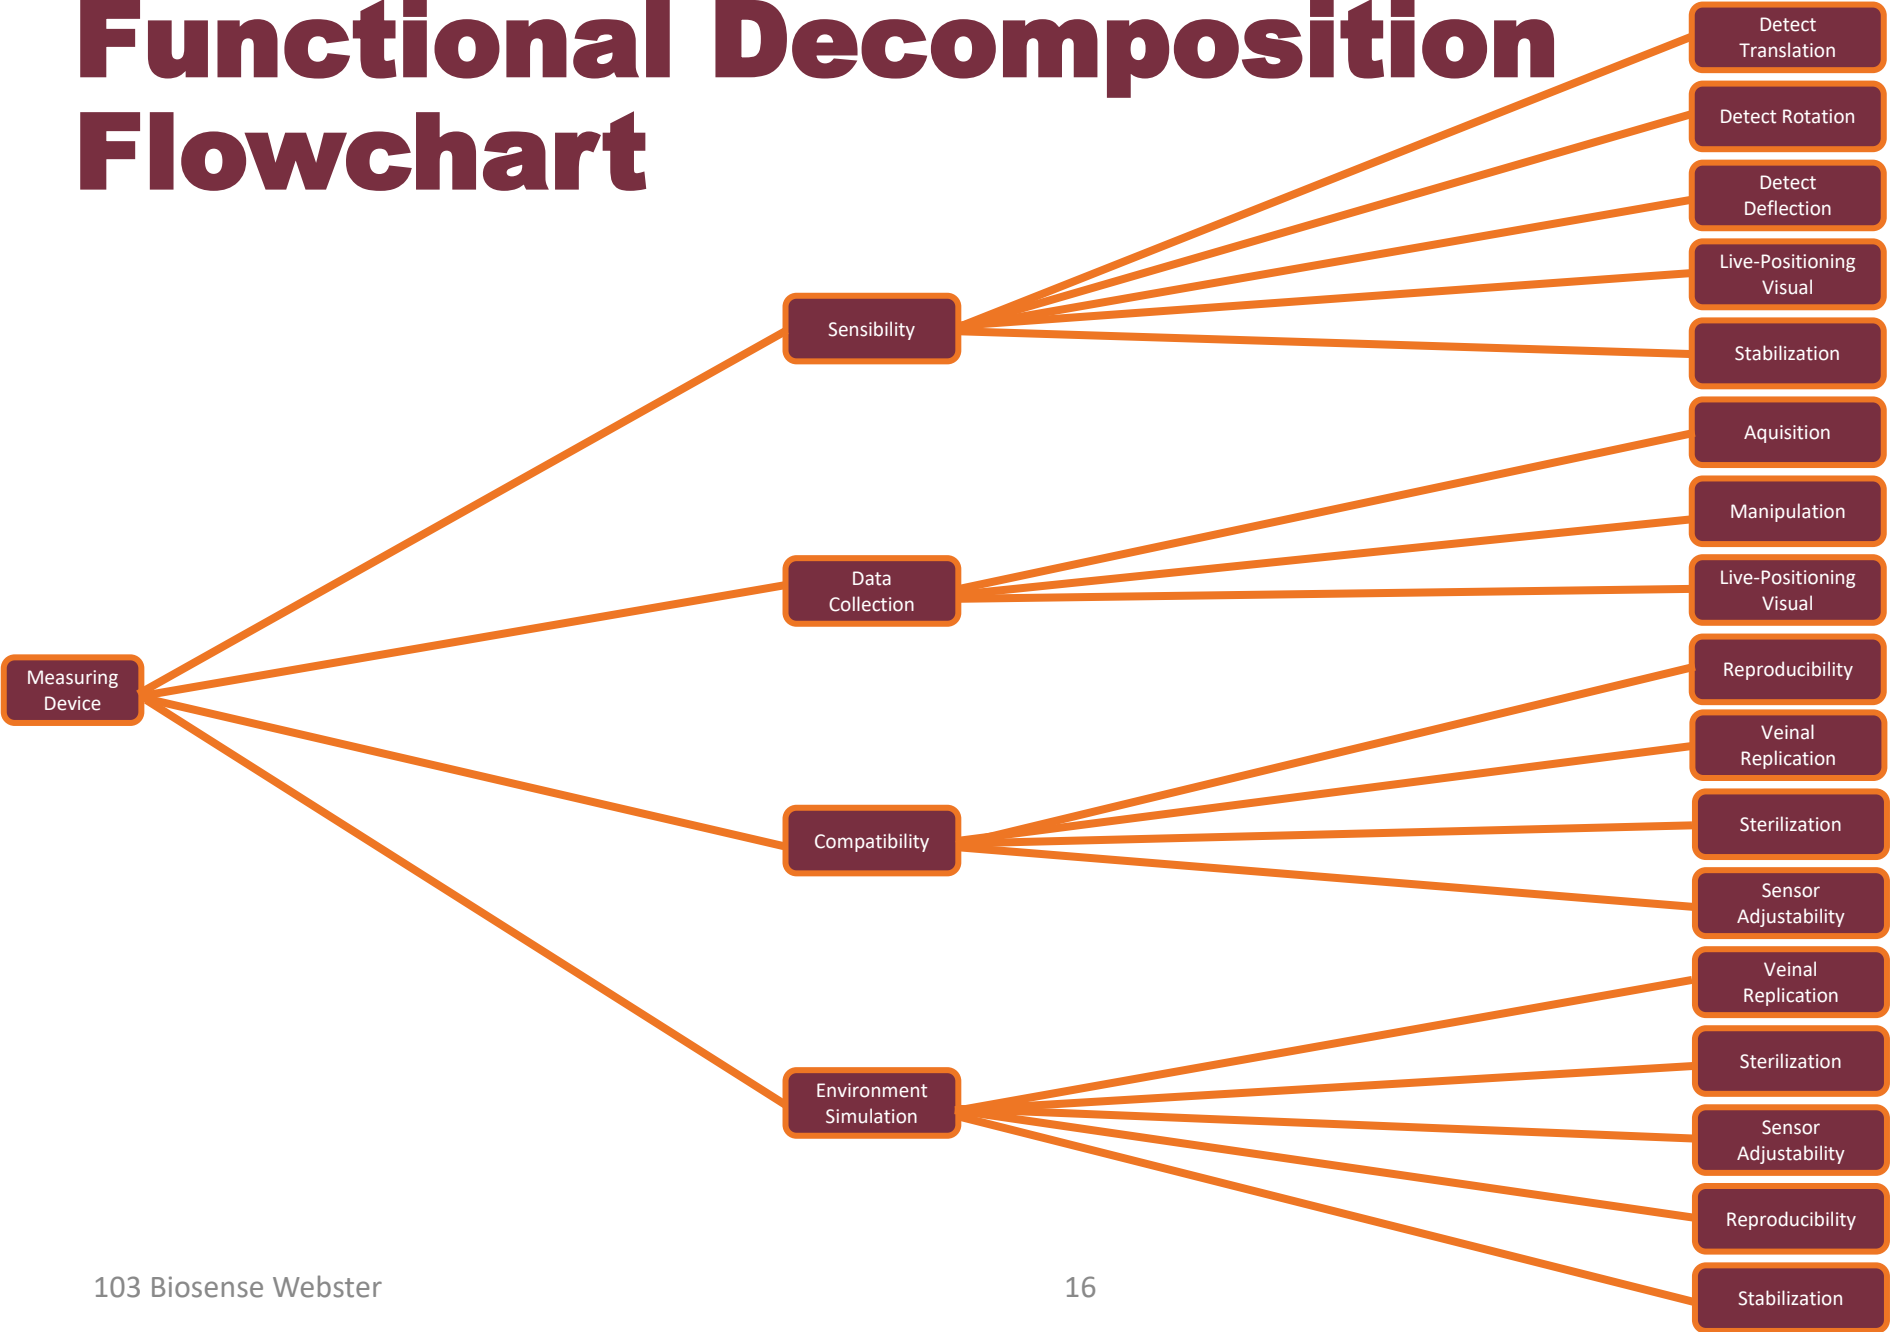 Functional Decomposition
Flowchart
Measuring
Device
Sensibility
Data
Collection
Compatibility
Environment
Simulation
Detect
Translation
Detect Rotation
Detect
Deflection
Live-Positioning
Visual
Stabilization
Aquisition
Manipulation
Live-Positioning
Visual
Reproducibility
Veinal
Replication
Sterilization
Sensor
Adjustability
Veinal
Replication
Sterilization
Sensor
Adjustability
Reproducibility
Stabilization
103 Biosense Webster
16